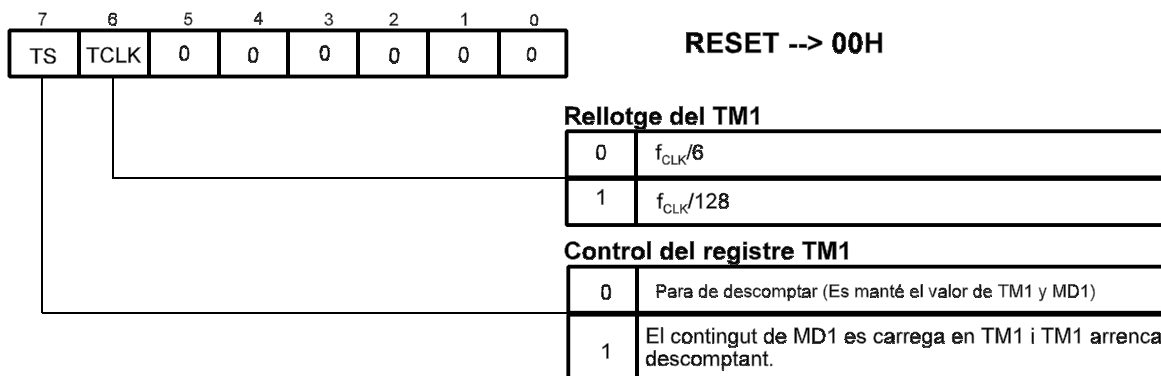 7 6 5 4 3 2 1 0
TS TCLK 0 0 0 0 0 0
RESET --> 00H
Rellotge del TM1
0 fCLK/6
1 fCLK/128
Control del registre TM1
0 Para de descomptar (Es manté el valor de TM1 y MD1)
1 El contingut de MD1 es carrega en TM1 i TM1 arrenca
descomptant.